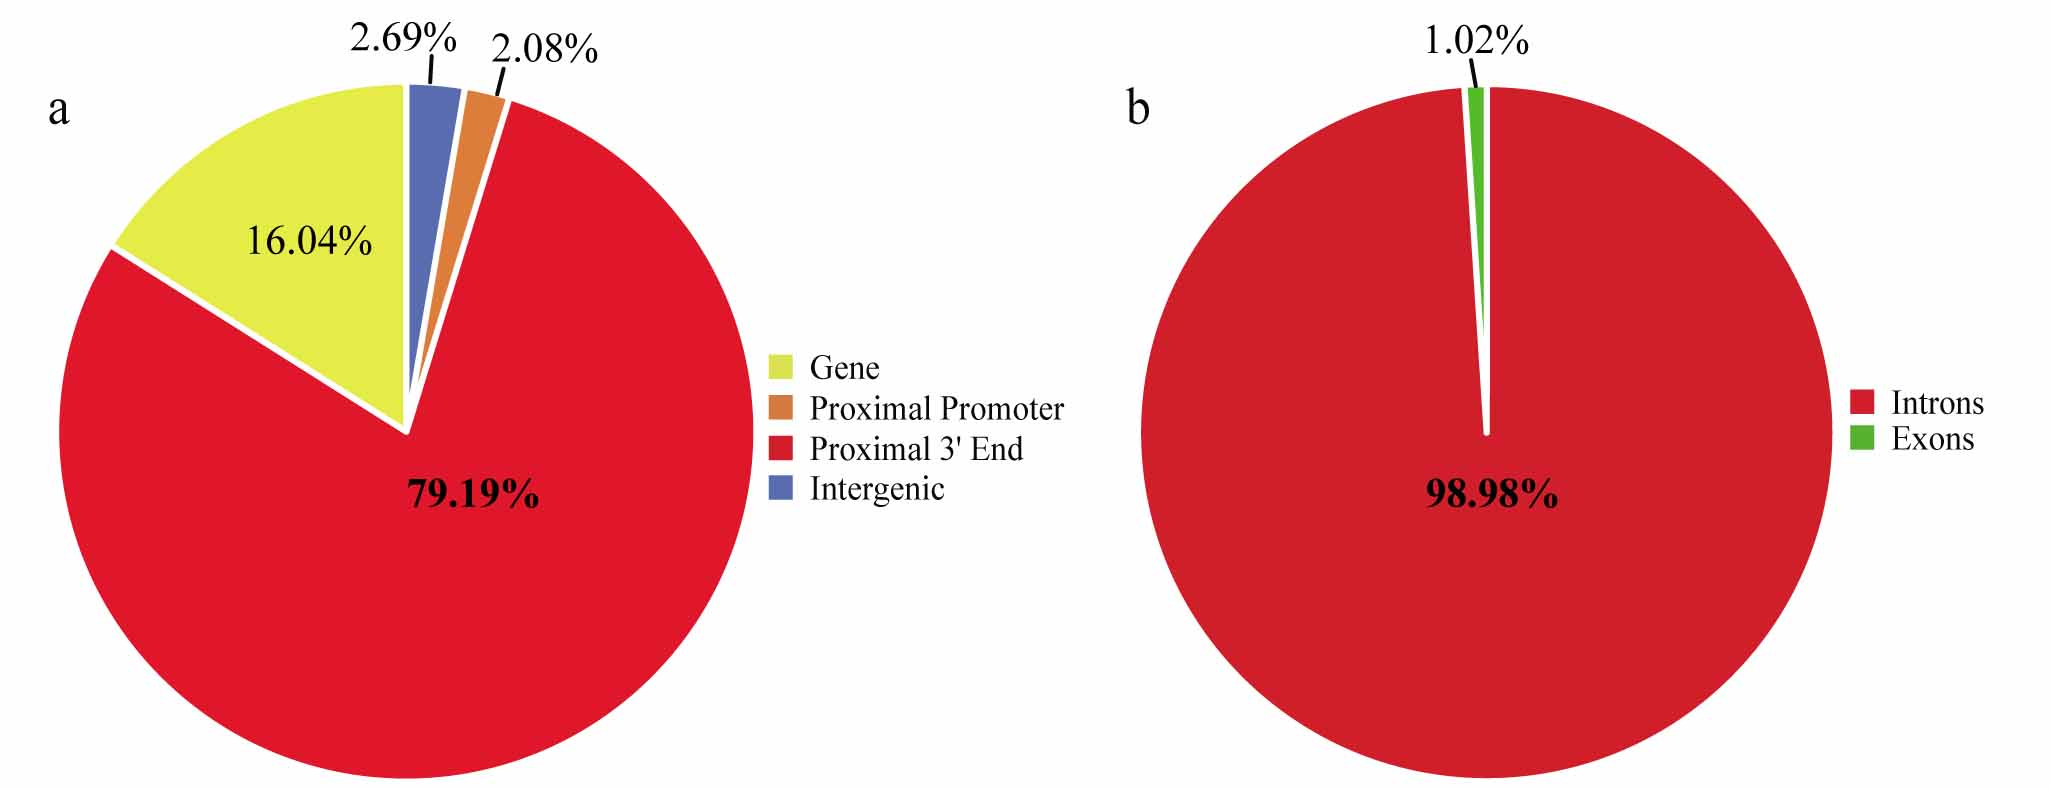 a
2.69%
2.08%
16.04%
79.19%
Gene
Proximal Promoter
Proximal 3' End
Intergenic
b
1.02%
98.98%
Introns
Exons